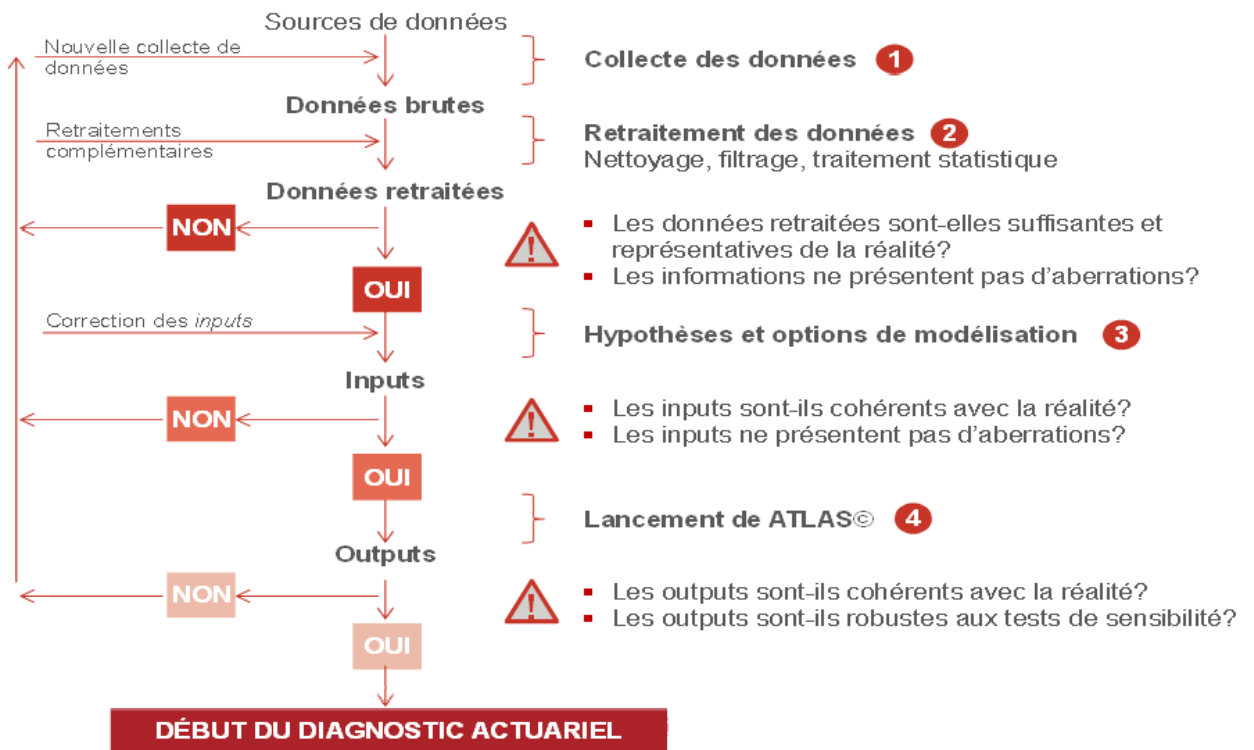 Sources de données
Nouvelle collecte de
données
Collecte des données 1
Données brutes
Retraitements
complémentaires
Retraitement des données 2
Nettoyage, filtrage, traitement statistique
Données retraitées
NON
! Les données retraitées sont-elles suffisantes et
représentatives de la réalité?
Les informations ne présentent pas d'aberrations?
OUI
Correction des inputs
Hypothèses et options de modélisation 3
Inputs
NON
! Les inputs sont-ils cohérents avec la réalité?
Les inputs ne présentent pas d'aberrations?
OUI
Lancement de ATLAS© 4
Outputs
NON
! Les outputs sont-ils cohérents avec la réalité?
Les outputs sont-ils robustes aux tests de sensibilité?
OUI
DÉBUT DU DIAGNOSTIC ACTUARIEL